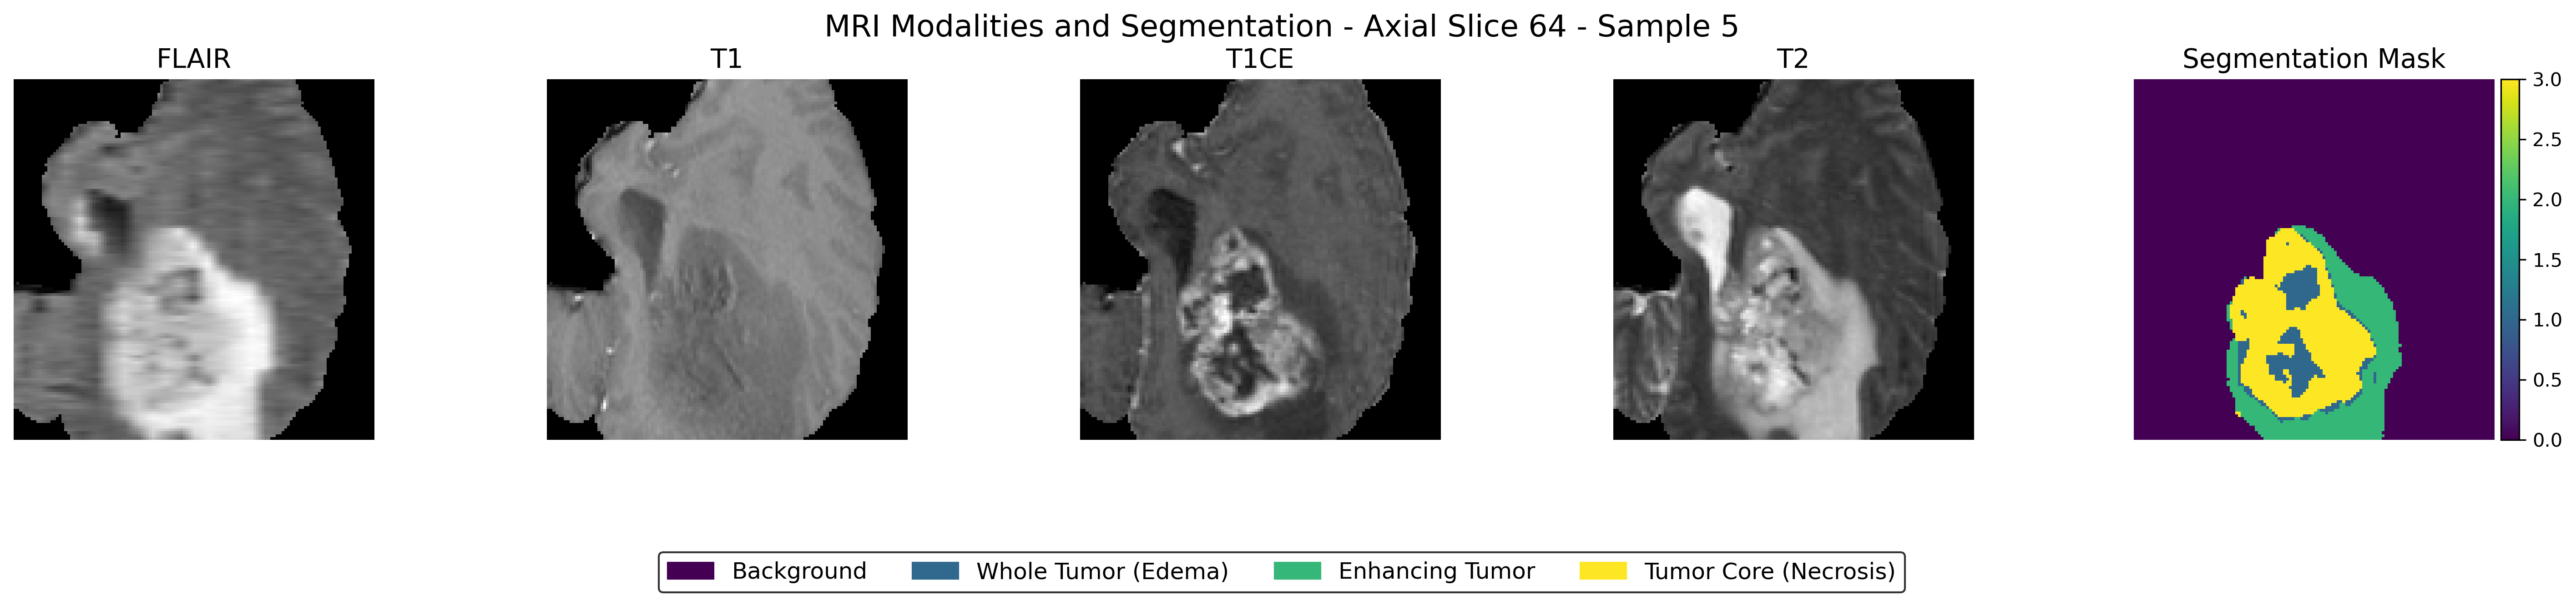 MRI Modalities and Segmentation - Axial Slice 64 - Sample 5
FLAIR
T1
T1CE
T2
Segmentation Mask
3.0
2.5
2.0
1.5
1.0
0.5
0.0
Background
Whole Tumor (Edema)
Enhancing Tumor
Tumor Core (Necrosis)